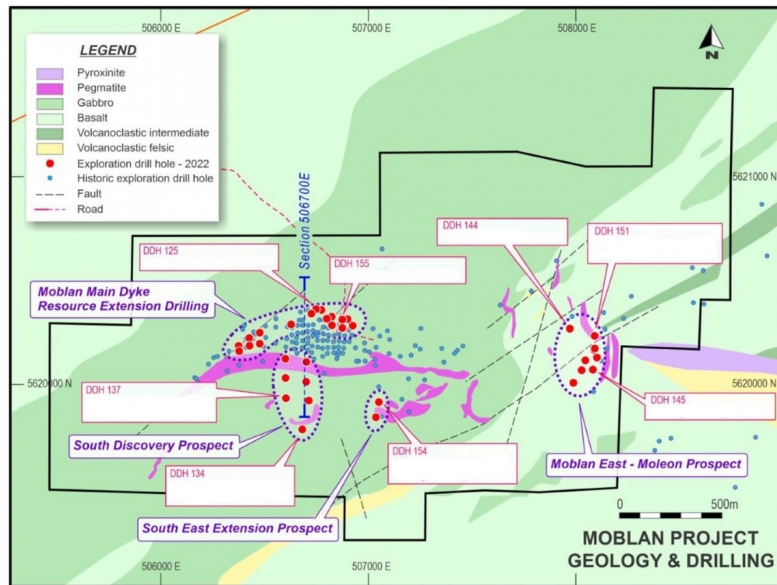 506000 E
507000 E
508000 E
LEGEND
Pyroxinite
Pegmatite
Gabbro
Basalt
Volcanoclastic intermediate
Volcanoclastic felsic
Exploration drill hole - 2022
Historic exploration drill hole
Fault
Road
N
5621000 N
Section 506700E
DDH 125
DDH 155
DDH 144
DDH 151
Moblan Main Dyke
Resource Extension Drilling
5620000 N
5620000 N
DDH 137
DDH 145
South Discovery Prospect
DDH 134
DDH 154
Moblan East - Moleon Prospect
South East Extension Prospect
0
500m
MOBLAN PROJECT
GEOLOGY & DRILLING
506000 E
507000 E
508000 E